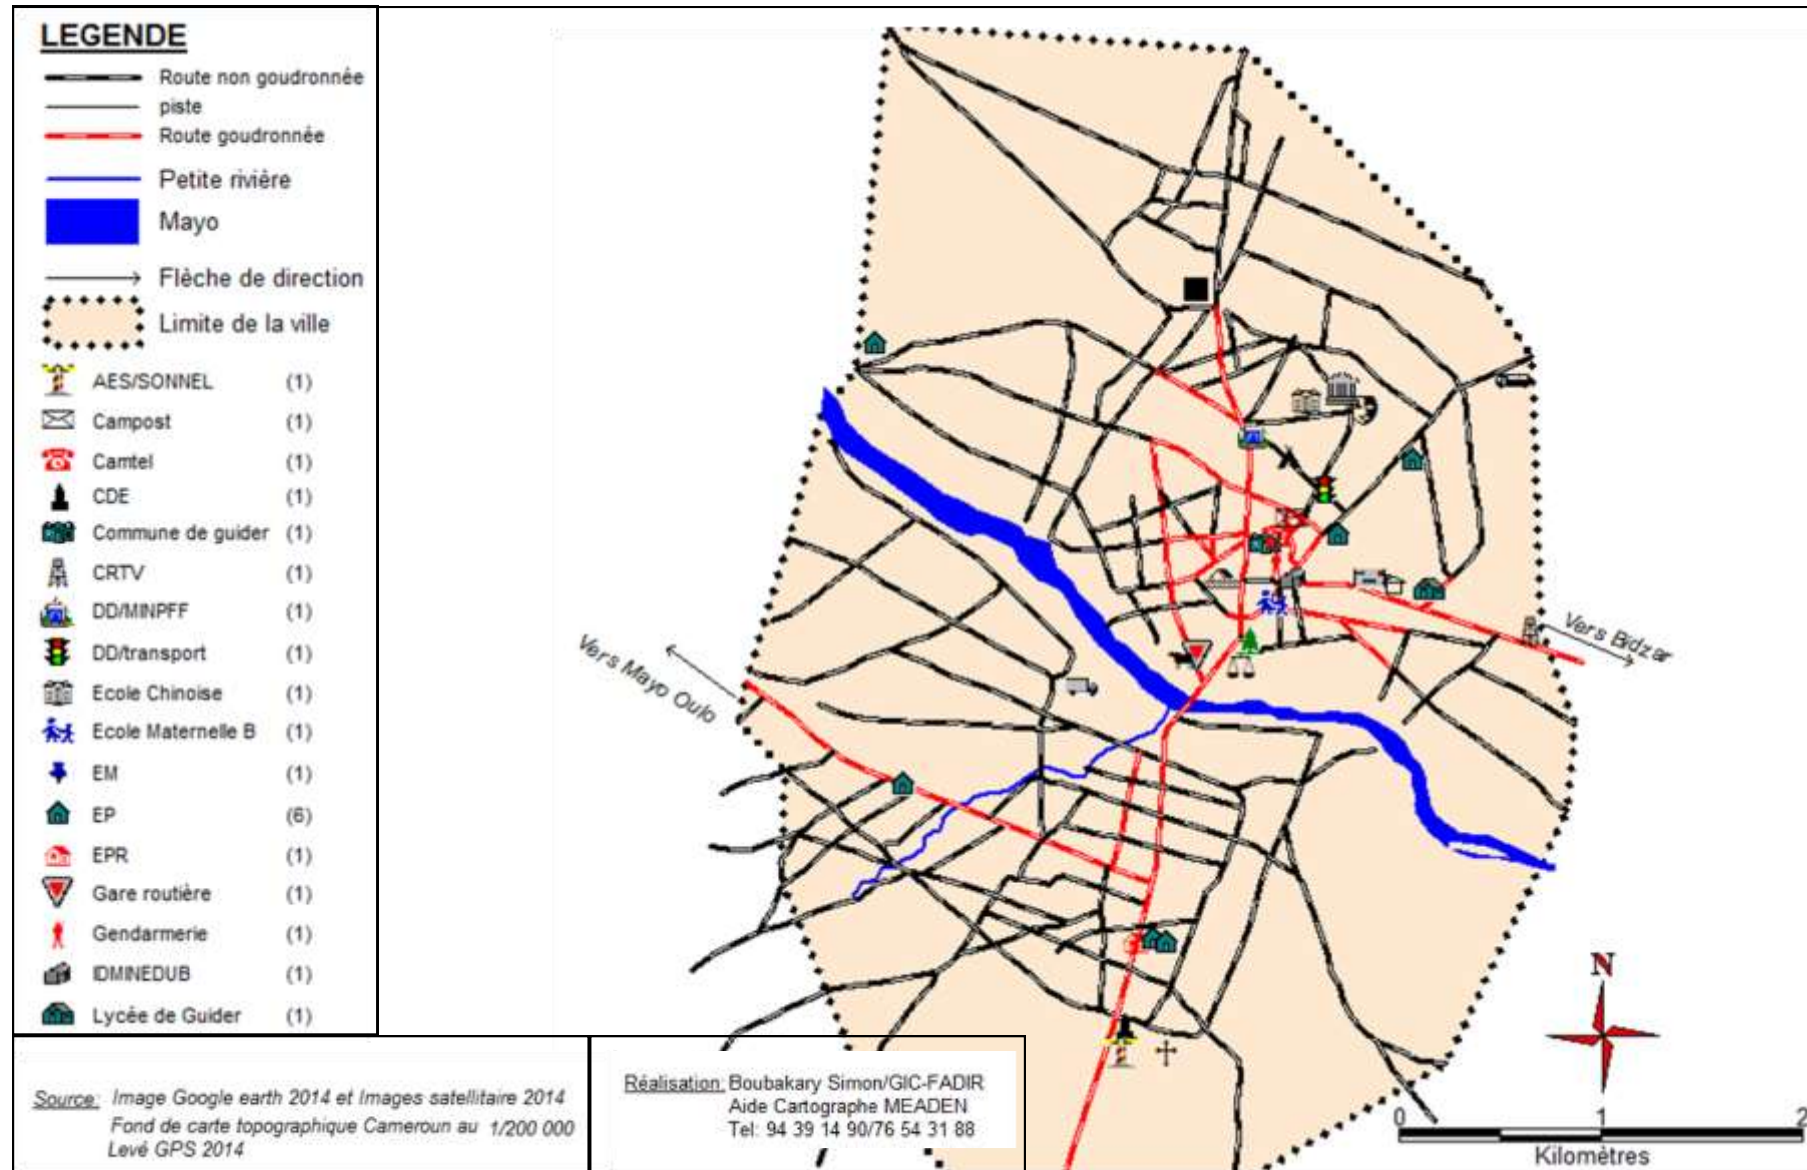 LEGENDE
Route non goudronnée
piste
Route goudronnée
Petite rivière
Mayo
Flèche de direction
Limite de la ville
AES/SONNEL (1)
Campost (1)
Camtel (1)
CDE (1)
Commune de guider (1)
CRTV (1)
DD/MINPFF (1)
DD/transport (1)
Ecole Chinoise (1)
Ecole Maternelle B (1)
EM (1)
EP (6)
EPR (1)
Gare routière (1)
Gendarmerie (1)
IDMINEDUB (1)
Lycée de Guider (1)
Vers Mayo Oulo
Vers Bidzar
N
0 1 2
Kilomètres
Source: Image Google earth 2014 et Images satellitaire 2014
Fond de carte topographique Cameroun au 1/200 000
Levé GPS 2014
Réalisation: Boubakary Simon/GIC-FADIR
Aide Cartographe MEADEN
Tel: 94 39 14 90/76 54 31 88